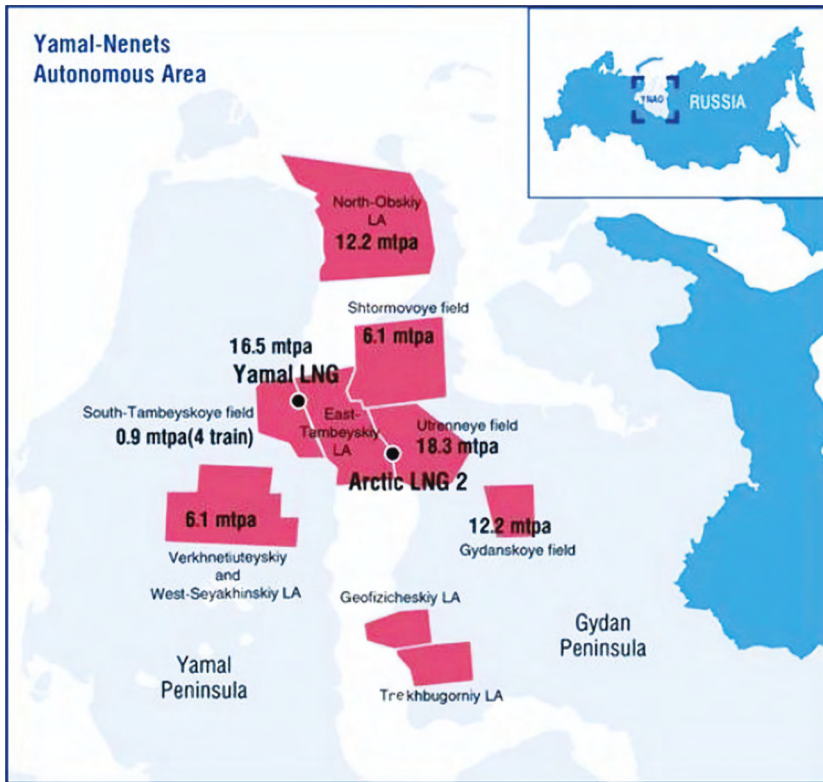 Yamal-Nenets
Autonomous Area
YNAO
RUSSIA
North-Obskiy
LA
12.2 mtpa
Shtormovoye field
6.1 mtpa
16.5 mtpa
Yamal LNG
South-Tambeyskoye field
0.9 mtpa(4 train)
East-
Tambeyskiy
LA
Utrenneye field
18.3 mtpa
Arctic LNG 2
6.1 mtpa
Verkhnetiuteyskiy
and
West-Seyakhinskiy LA
12.2 mtpa
Gydanskoye field
Geofizicheskiy LA
Trekhbugorniy LA
Yamal
Peninsula
Gydan
Peninsula